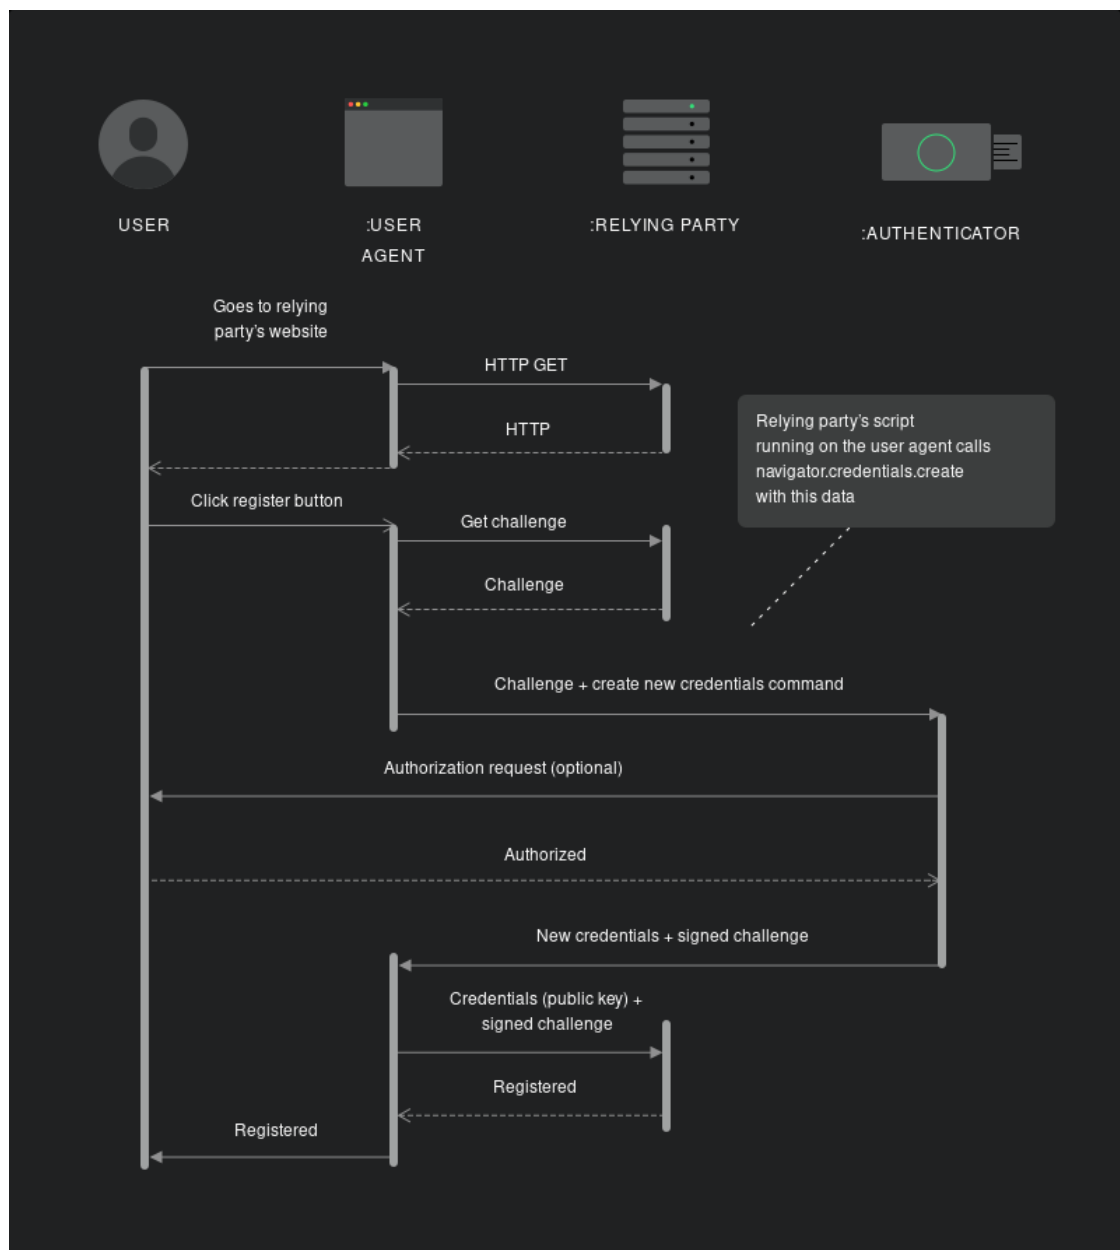 USER
:USER
AGENT
:RELYING PARTY
:AUTHENTICATOR
Goes to relying
party’s website
HTTP GET
HTTP
Relying party’s script
running on the user agent calls
navigator.credentials.create
with this data
Click register button
Get challenge
Challenge
Challenge + create new credentials command
Authorization request (optional)
Authorized
New credentials + signed challenge
Credentials (public key) +
signed challenge
Registered
Registered